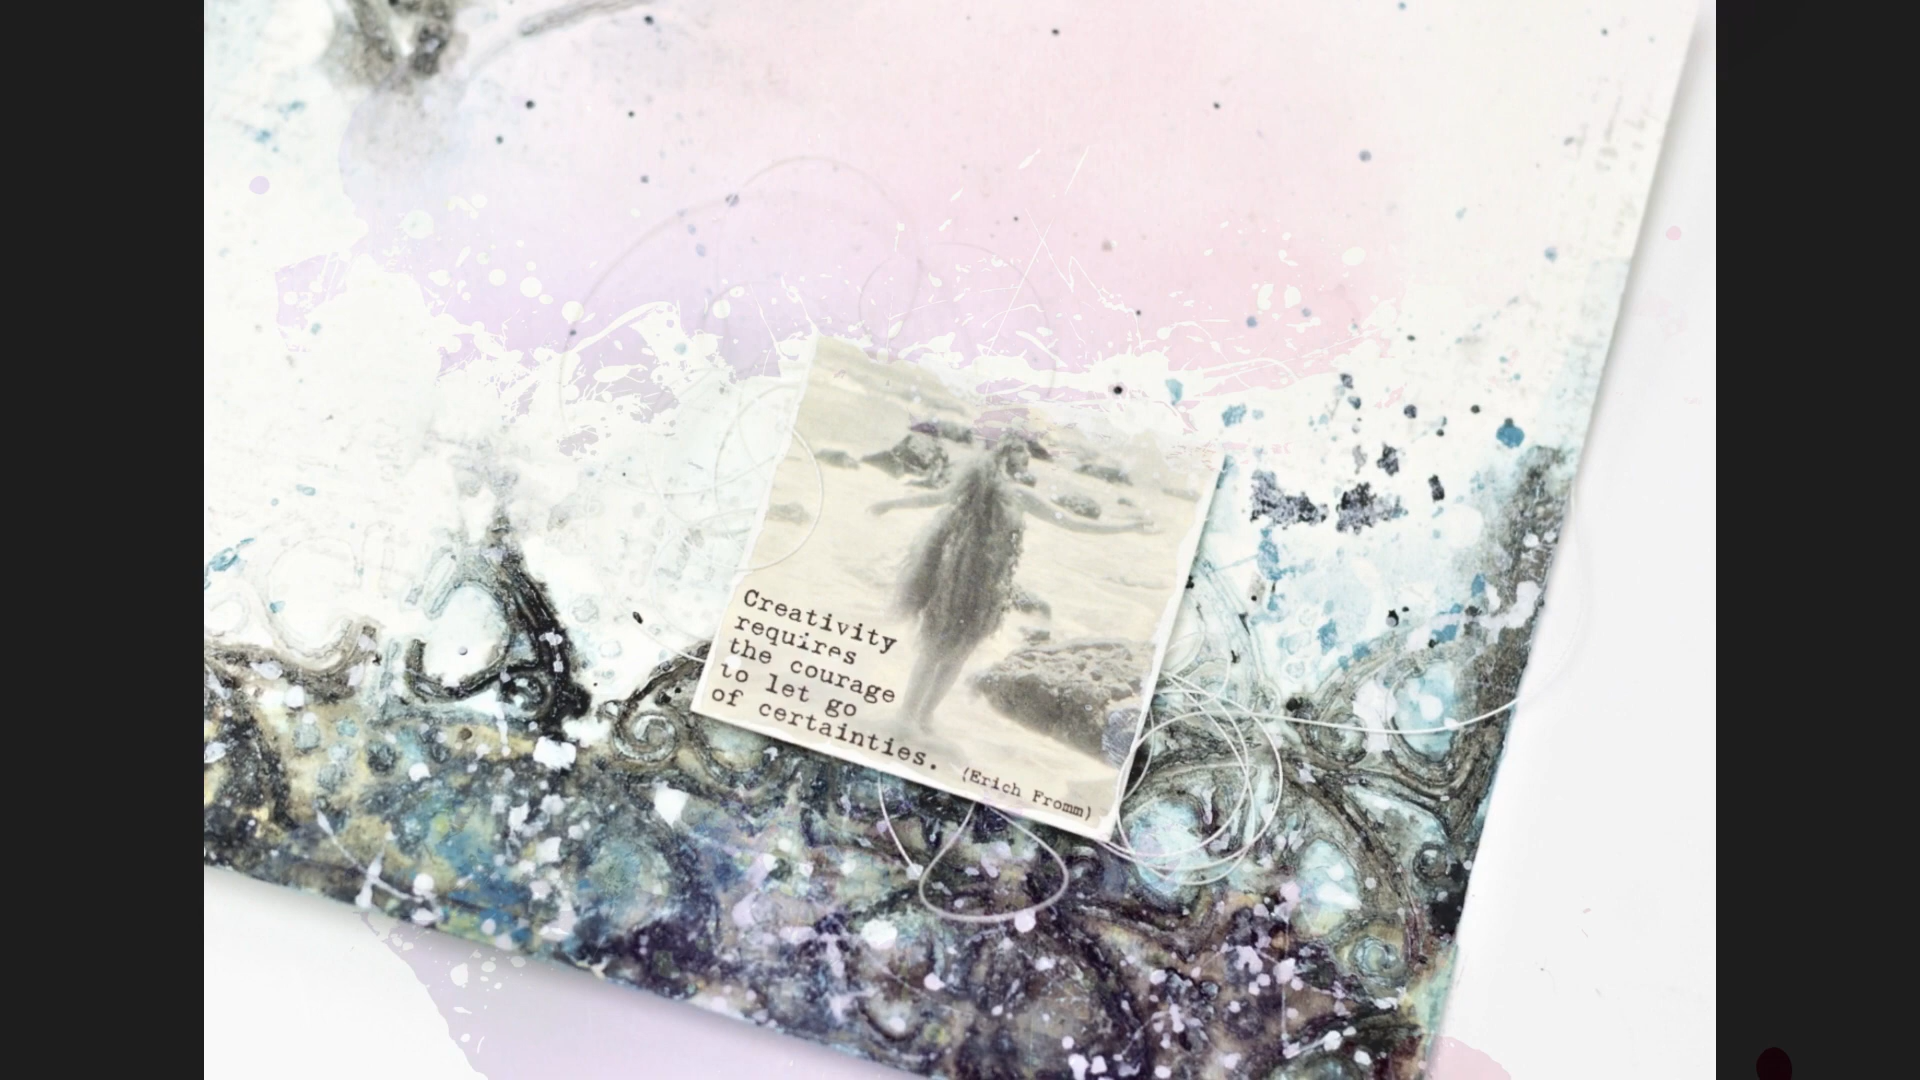 Creativity
requires
the courage
to let go
of certainties.
(Erich Fromm)